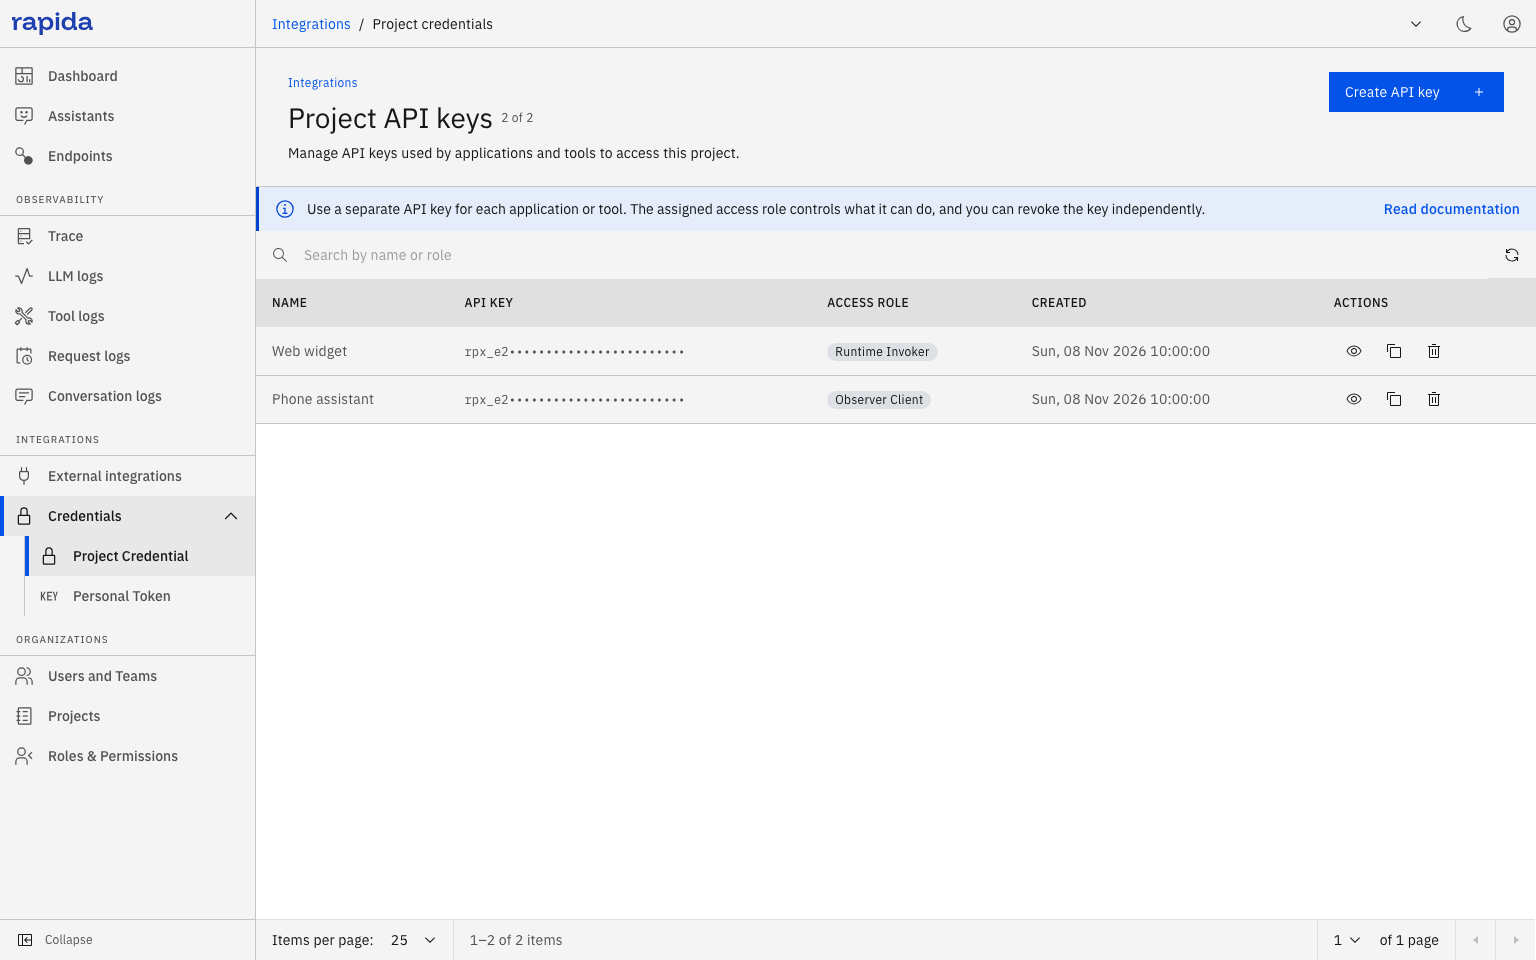 rapida
Integrations / Project credentials
Dashboard
Assistants
Endpoints
OBSERVABILITY
Trace
LLM logs
Tool logs
Request logs
Conversation logs
INTEGRATIONS
External integrations
Credentials
Project Credential
KEY Personal Token
ORGANIZATIONS
Users and Teams
Projects
Roles & Permissions
Collapse
Integrations
Project API keys 2 of 2
Manage API keys used by applications and tools to access this project.
Create API key +
Use a separate API key for each application or tool. The assigned access role controls what it can do, and you can revoke the key independently. Read documentation
Search by name or role
NAME API KEY ACCESS ROLE CREATED ACTIONS
Web widget rpx_e2•••••••••••••••••••••••• Runtime Invoker Sun, 08 Nov 2026 10:00:00
Phone assistant rpx_e2•••••••••••••••••••••••• Observer Client Sun, 08 Nov 2026 10:00:00
Items per page: 25 1–2 of 2 items 1 of 1 page